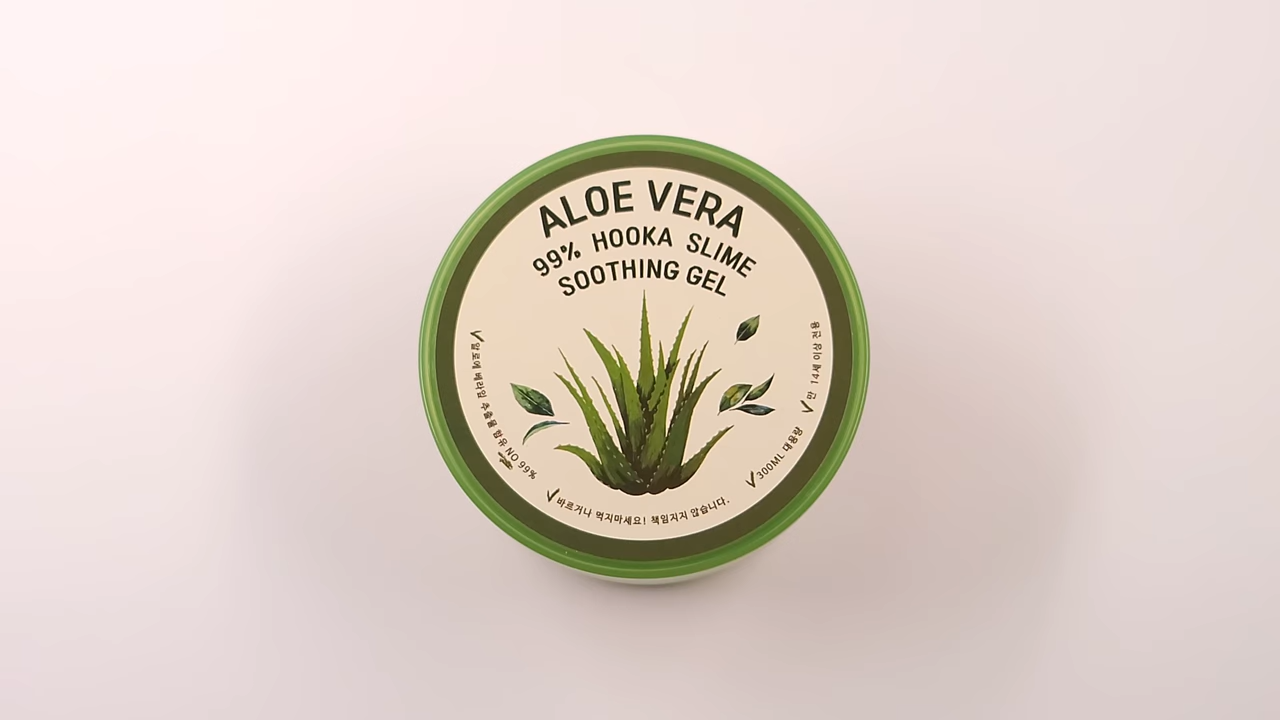 ALOE VERA
99% HOOKA SLIME
SOOTHING GEL
알로에 베라잎 추출물 함유 NO 99%
바르거나 먹지마세요! 책임지지 않습니다.
300ML 대용량
만 14세 이상 권용